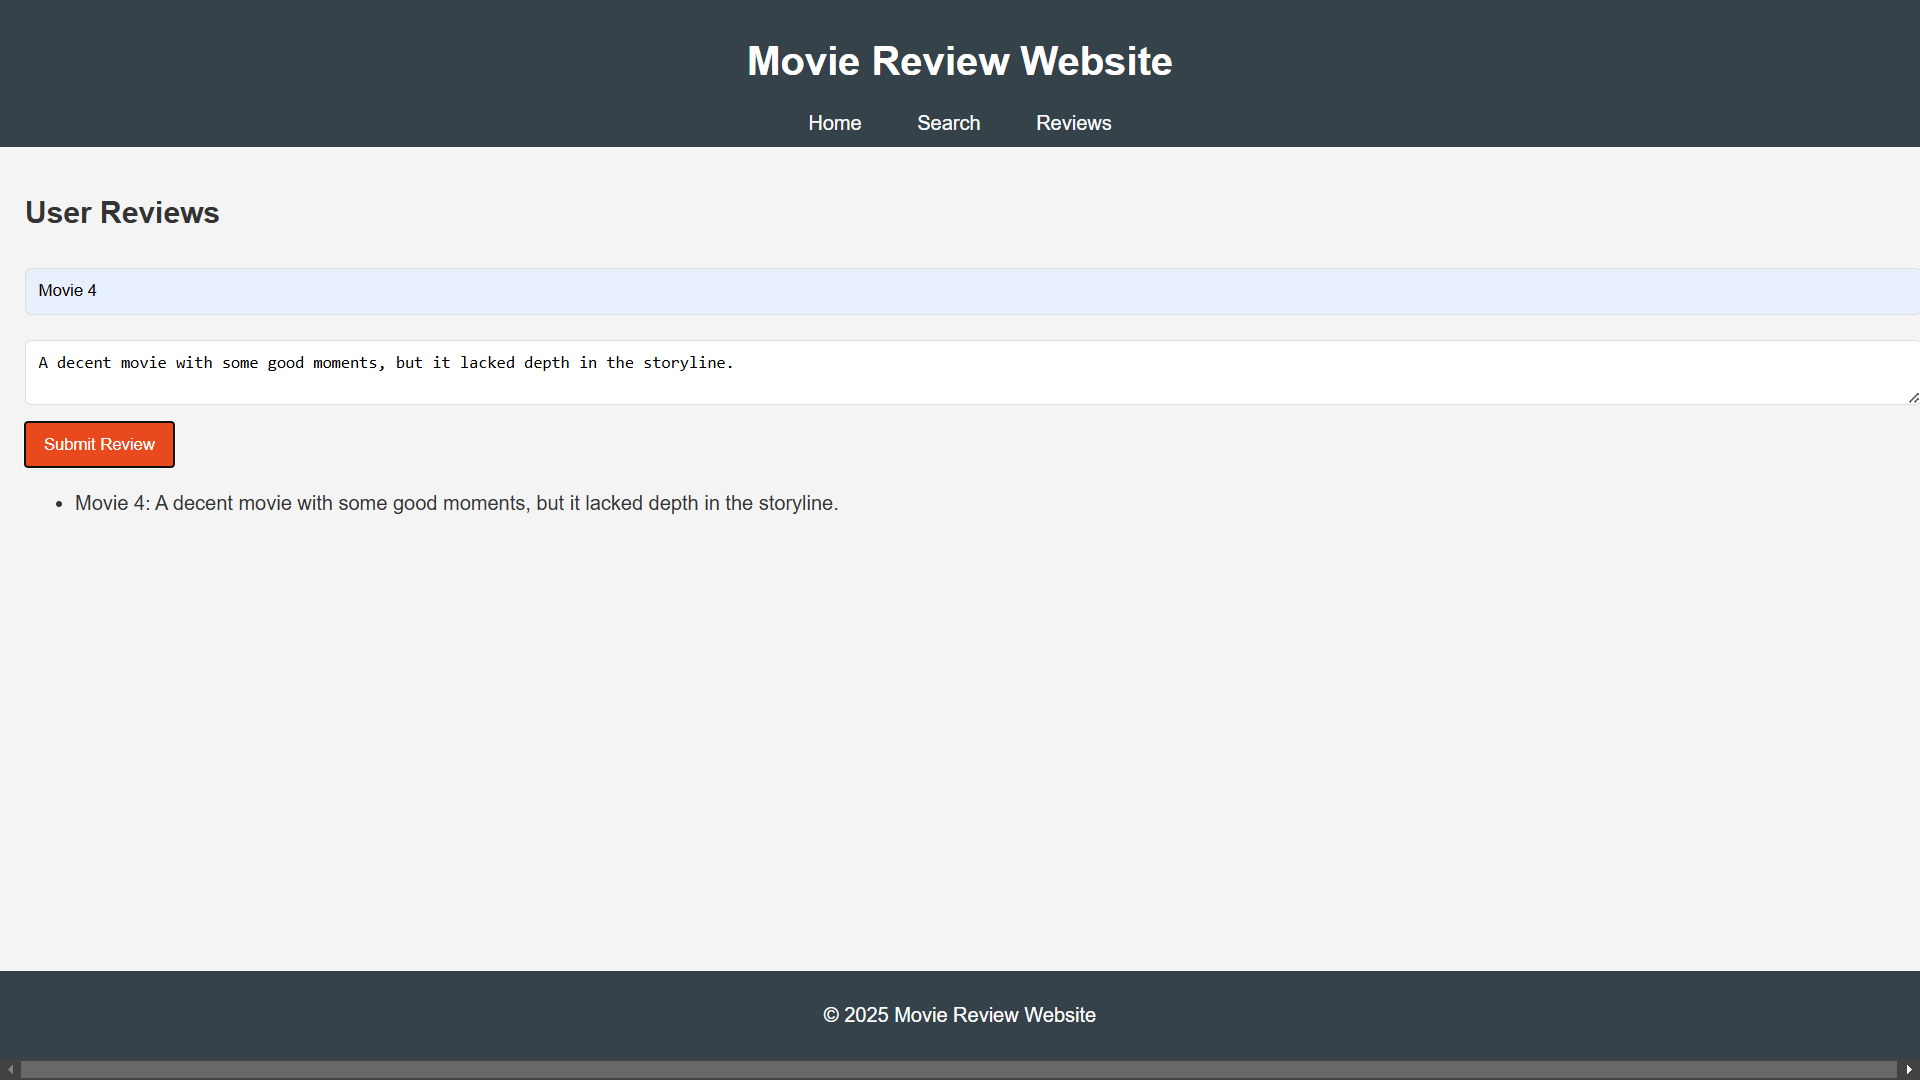 Movie Review Website
Home Search Reviews
User Reviews
Movie 4
A decent movie with some good moments, but it lacked depth in the storyline.
Submit Review
• Movie 4: A decent movie with some good moments, but it lacked depth in the storyline.
© 2025 Movie Review Website